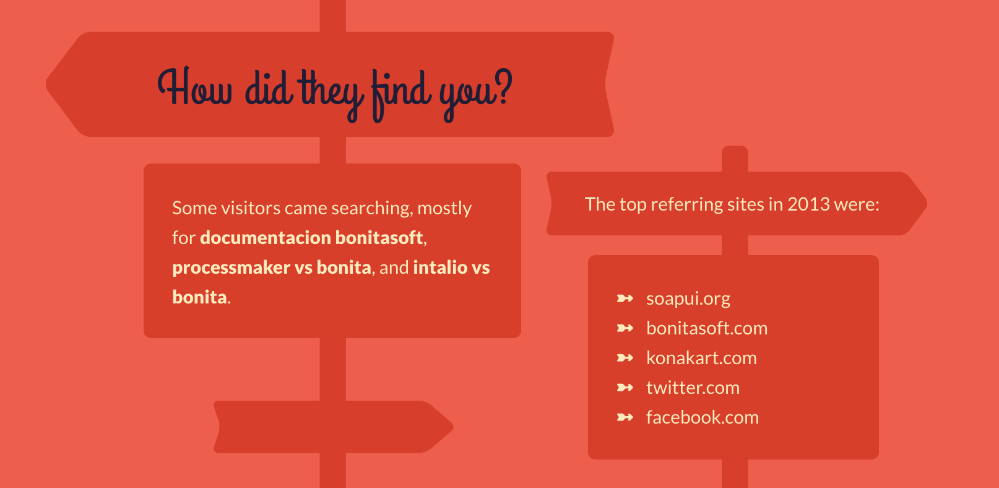 How did they find you?
Some visitors came searching, mostly
for documentacion bonitasoft,
processmaker vs bonita, and intalio vs
bonita.
The top referring sites in 2013 were:
soapui.org
bonitasoft.com
konakart.com
twitter.com
facebook.com